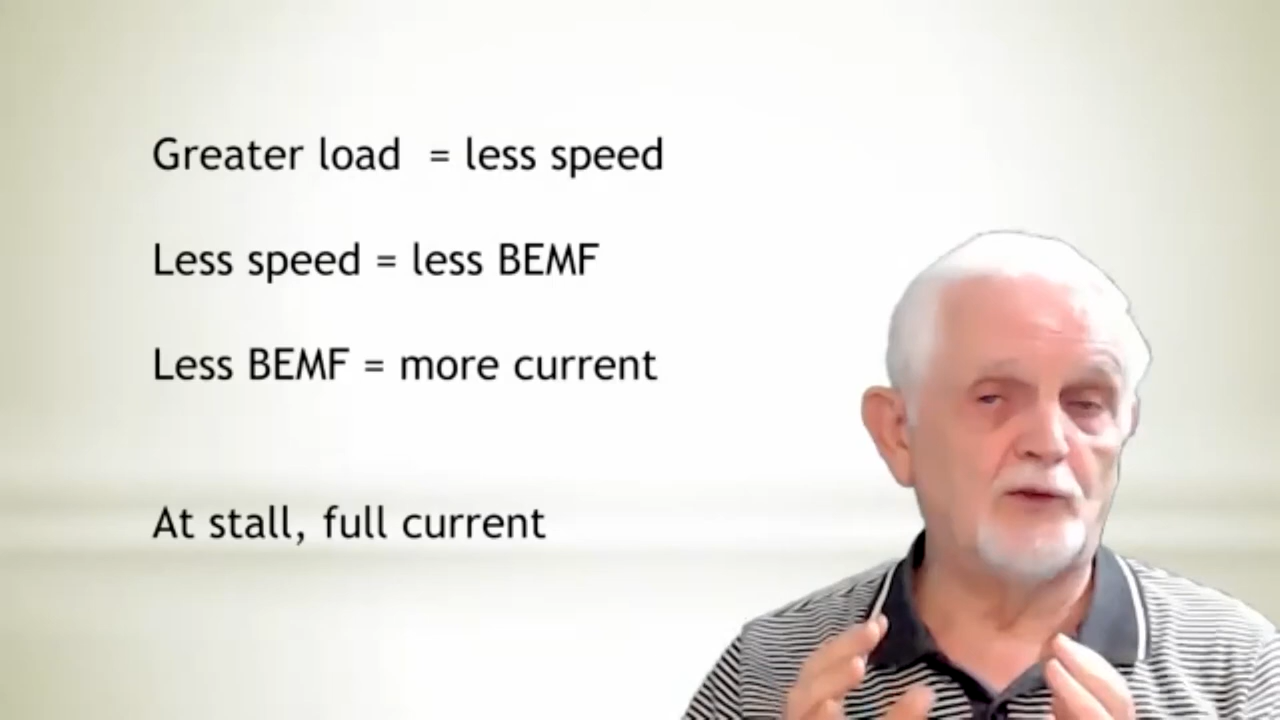 Greater load  = less speed
Less speed = less BEMF
Less BEMF = more current
At stall, full current